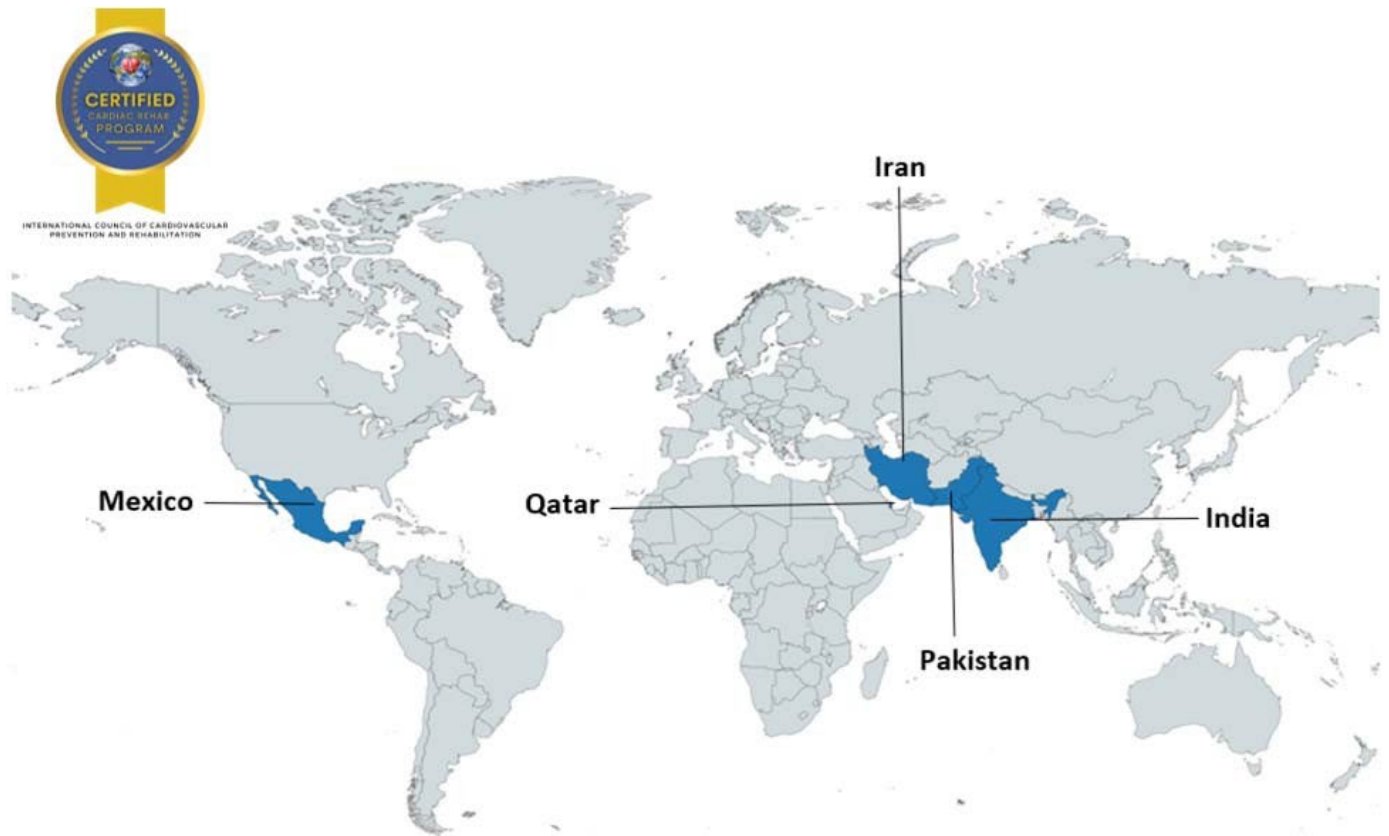 CERTIFIED
CARDIAC REHAB
PROGRAM
INTERNATIONAL COUNCIL OF CARDIOVASCULAR
PREVENTION AND REHABILITATION
Iran
Mexico
Qatar
India
Pakistan